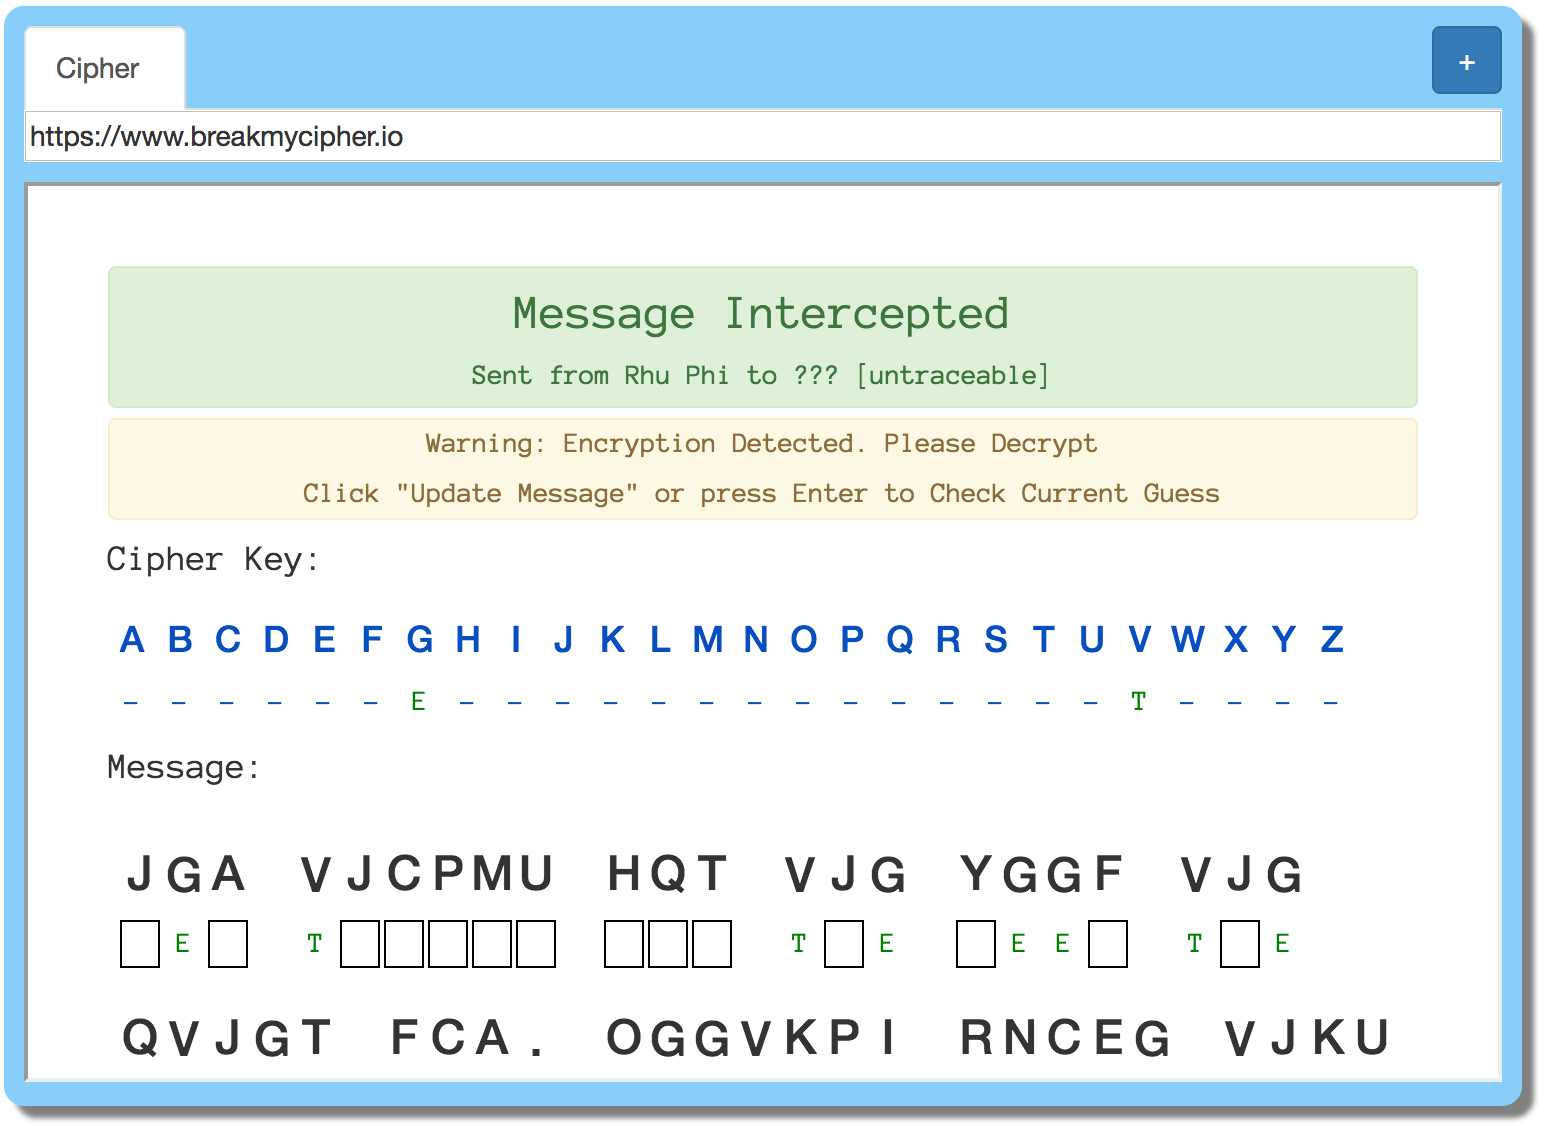 Cipher
+
https://www.breakmycipher.io
Message Intercepted
Sent from Rhu Phi to ??? [untraceable]
Warning: Encryption Detected. Please Decrypt
Click "Update Message" or press Enter to Check Current Guess
Cipher Key:
A B C D E F G H I J K L M N O P Q R S T U V W X Y Z
– – – – – – E – – – – – – – – – – – – – – T – – – –
Message:
JGA VJCPMU HQT VJG YGGF VJG
E T T E E E T E
QVJGT FCA. OGGVKPI RNCEG VJKU